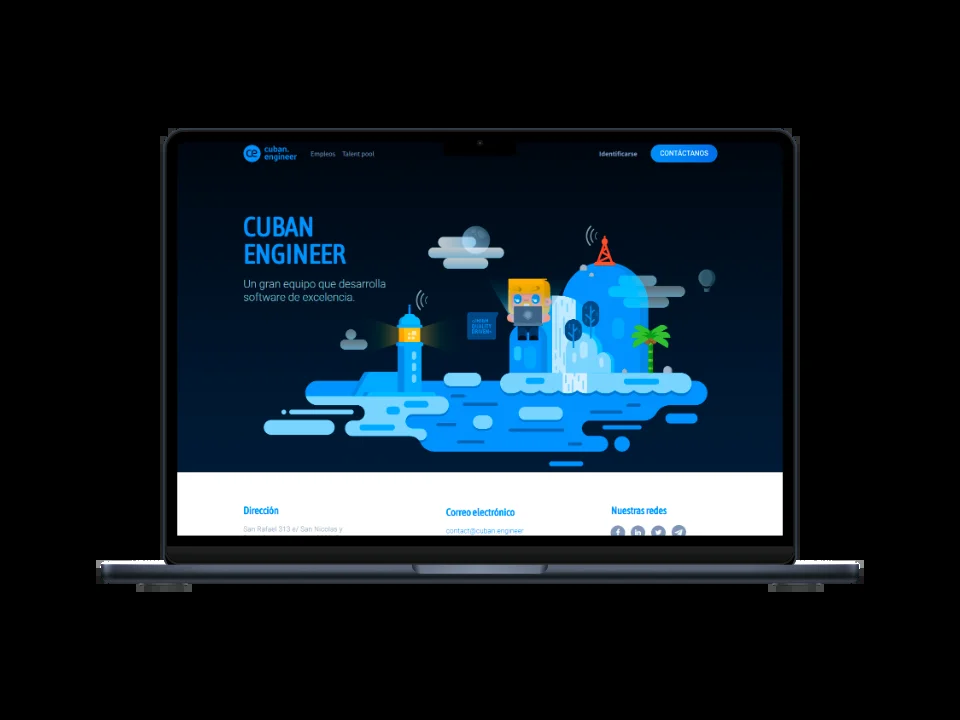 cuban.
engineer
Empleos Talent pool
Identificarse
CONTÁCTANOS
CUBAN
ENGINEER
Un gran equipo que desarrolla
software de excelencia.
Dirección
San Rafael 313 e/ San Nicolas y
Correo electrónico
contact@cuban.engineer
Nuestras redes